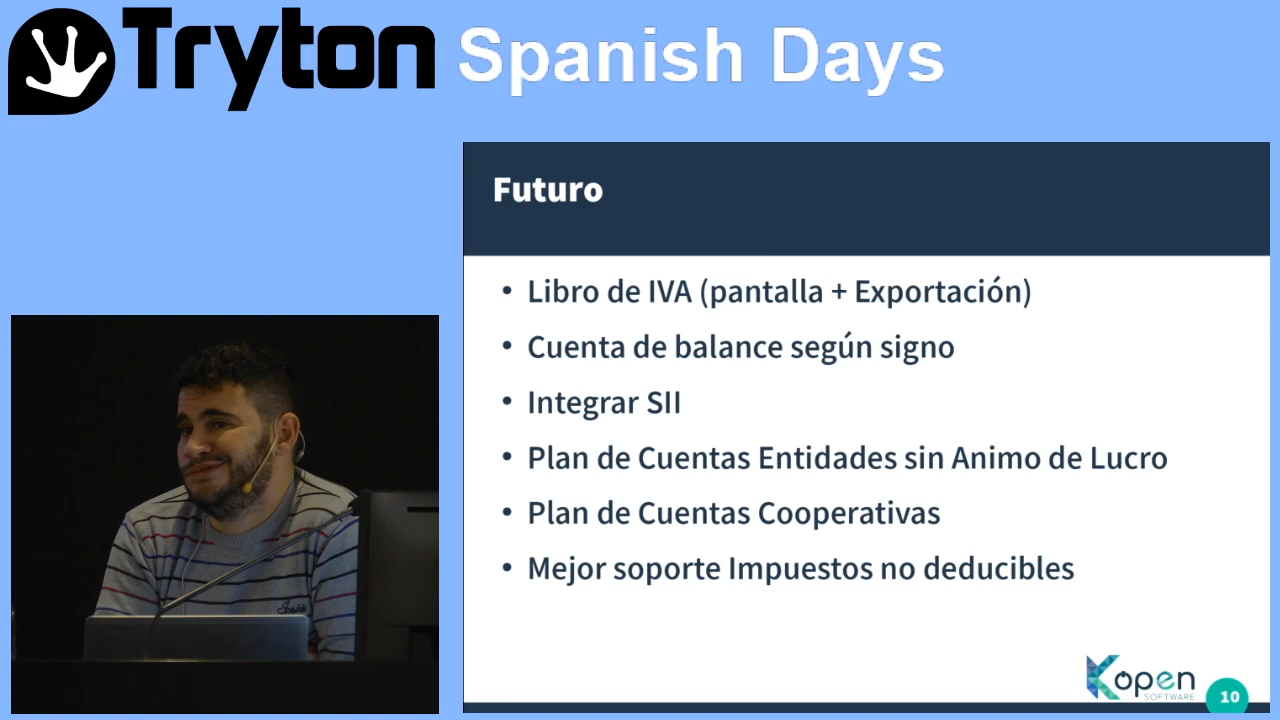 Tryton Spanish Days
Futuro
• Libro de IVA (pantalla + Exportación)
• Cuenta de balance según signo
• Integrar SII
• Plan de Cuentas Entidades sin Animo de Lucro
• Plan de Cuentas Cooperativas
• Mejor soporte Impuestos no deducibles
Kopen
SOFTWARE
10